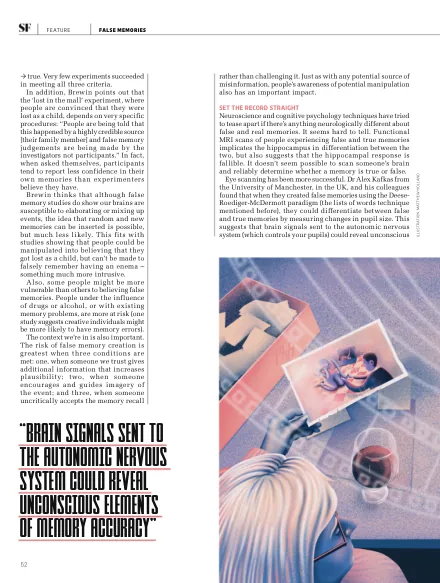 SF
FEATURE
FALSE MEMORIES
→ true. Very few experiments succeeded
in meeting all three criteria.
In addition, Brewin points out that
the 'lost in the mall' experiment, where
people are convinced that they were
lost as a child, depends on very specific
procedures: "People are being told that
this happened by a highly credible source
[their family member] and false memory
judgements are being made by the
investigators not participants." In fact,
when asked themselves, participants
tend to report less confidence in their
own memories than experimenters
believe they have.
Brewin thinks that although false
memory studies do show our brains are
susceptible to elaborating or mixing up
events, the idea that random and new
memories can be inserted is possible,
but much less likely. This fits with
studies showing that people could be
manipulated into believing that they
got lost as a child, but can't be made to
falsely remember having an enema –
something much more intrusive.
Also, some people might be more
vulnerable than others to believing false
memories. People under the influence
of drugs or alcohol, or with existing
memory problems, are more at risk (one
study suggests creative individuals might
be more likely to have memory errors).
The context we're in is also important.
The risk of false memory creation is
greatest when three conditions are
met: one, when someone we trust gives
additional information that increases
plausibility; two, when someone
encourages and guides imagery of
the event; and three, when someone
uncritically accepts the memory recall
"BRAIN SIGNALS SENT TO
THE AUTONOMIC NERVOUS
SYSTEM COULD REVEAL
UNCONSCIOUS ELEMENTS
OF MEMORY ACCURACY"
52
rather than challenging it. Just as with any potential source of
misinformation, people's awareness of potential manipulation
also has an important impact.
SET THE RECORD STRAIGHT
Neuroscience and cognitive psychology techniques have tried
to tease apart if there's anything neurologically different about
false and real memories. It seems hard to tell. Functional
MRI scans of people experiencing false and true memories
implicates the hippocampus in differentiation between the
two, but also suggests that the hippocampal response is
fallible. It doesn't seem possible to scan someone's brain
and reliably determine whether a memory is true or false.
Eye scanning has been more successful. Dr Alex Kafkas from
the University of Manchester, in the UK, and his colleagues
found that when they created false memories using the Deese-
Roediger-McDermott paradigm (the lists of words technique
mentioned before), they could differentiate between false
and true memories by measuring changes in pupil size. This
suggests that brain signals sent to the autonomic nervous
system (which controls your pupils) could reveal unconscious